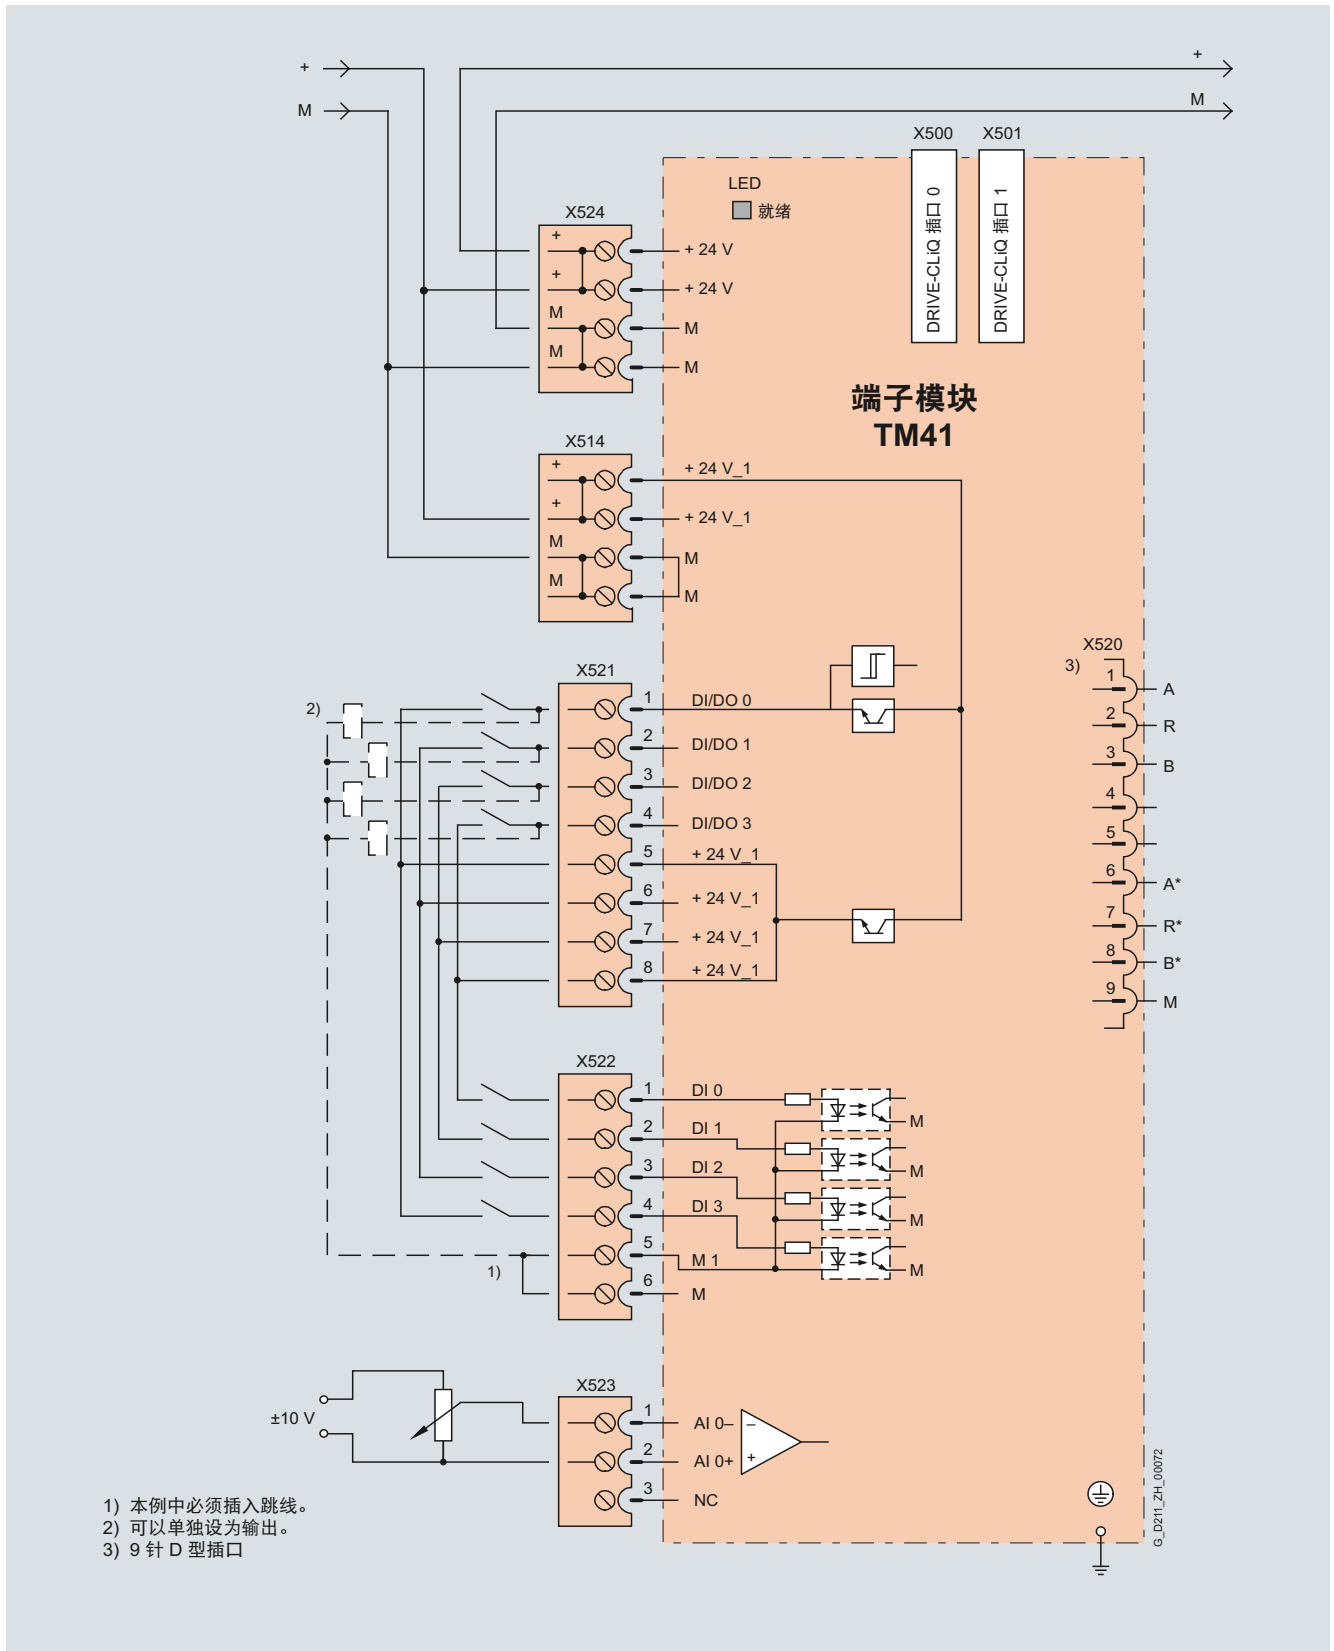 +
M
+
M
X500
X501
DRIVE-CLiQ 插口 0
DRIVE-CLiQ 插口 1
LED
就绪
端子模块
TM41
X524
+
+
M
M
+ 24 V
+ 24 V
M
M
X514
+
+
M
M
+ 24 V_1
+ 24 V_1
M
M
X521
2)
1 DI/DO 0
2 DI/DO 1
3 DI/DO 2
4 DI/DO 3
5 + 24 V_1
6 + 24 V_1
7 + 24 V_1
8 + 24 V_1
X520
3)
1 A
2 R
3 B
4
5
6 A*
7 R*
8 B*
9 M
X522
1 DI 0
M
2 DI 1
M
3 DI 2
M
4 DI 3
M
5 M 1
1)
6 M
X523
±10 V
1 AI 0–
–
2 AI 0+
+
3 NC
1) 本例中必须插入跳线。
2) 可以单独设为输出。
3) 9 针 D 型插口
G_D211_ZH_00072